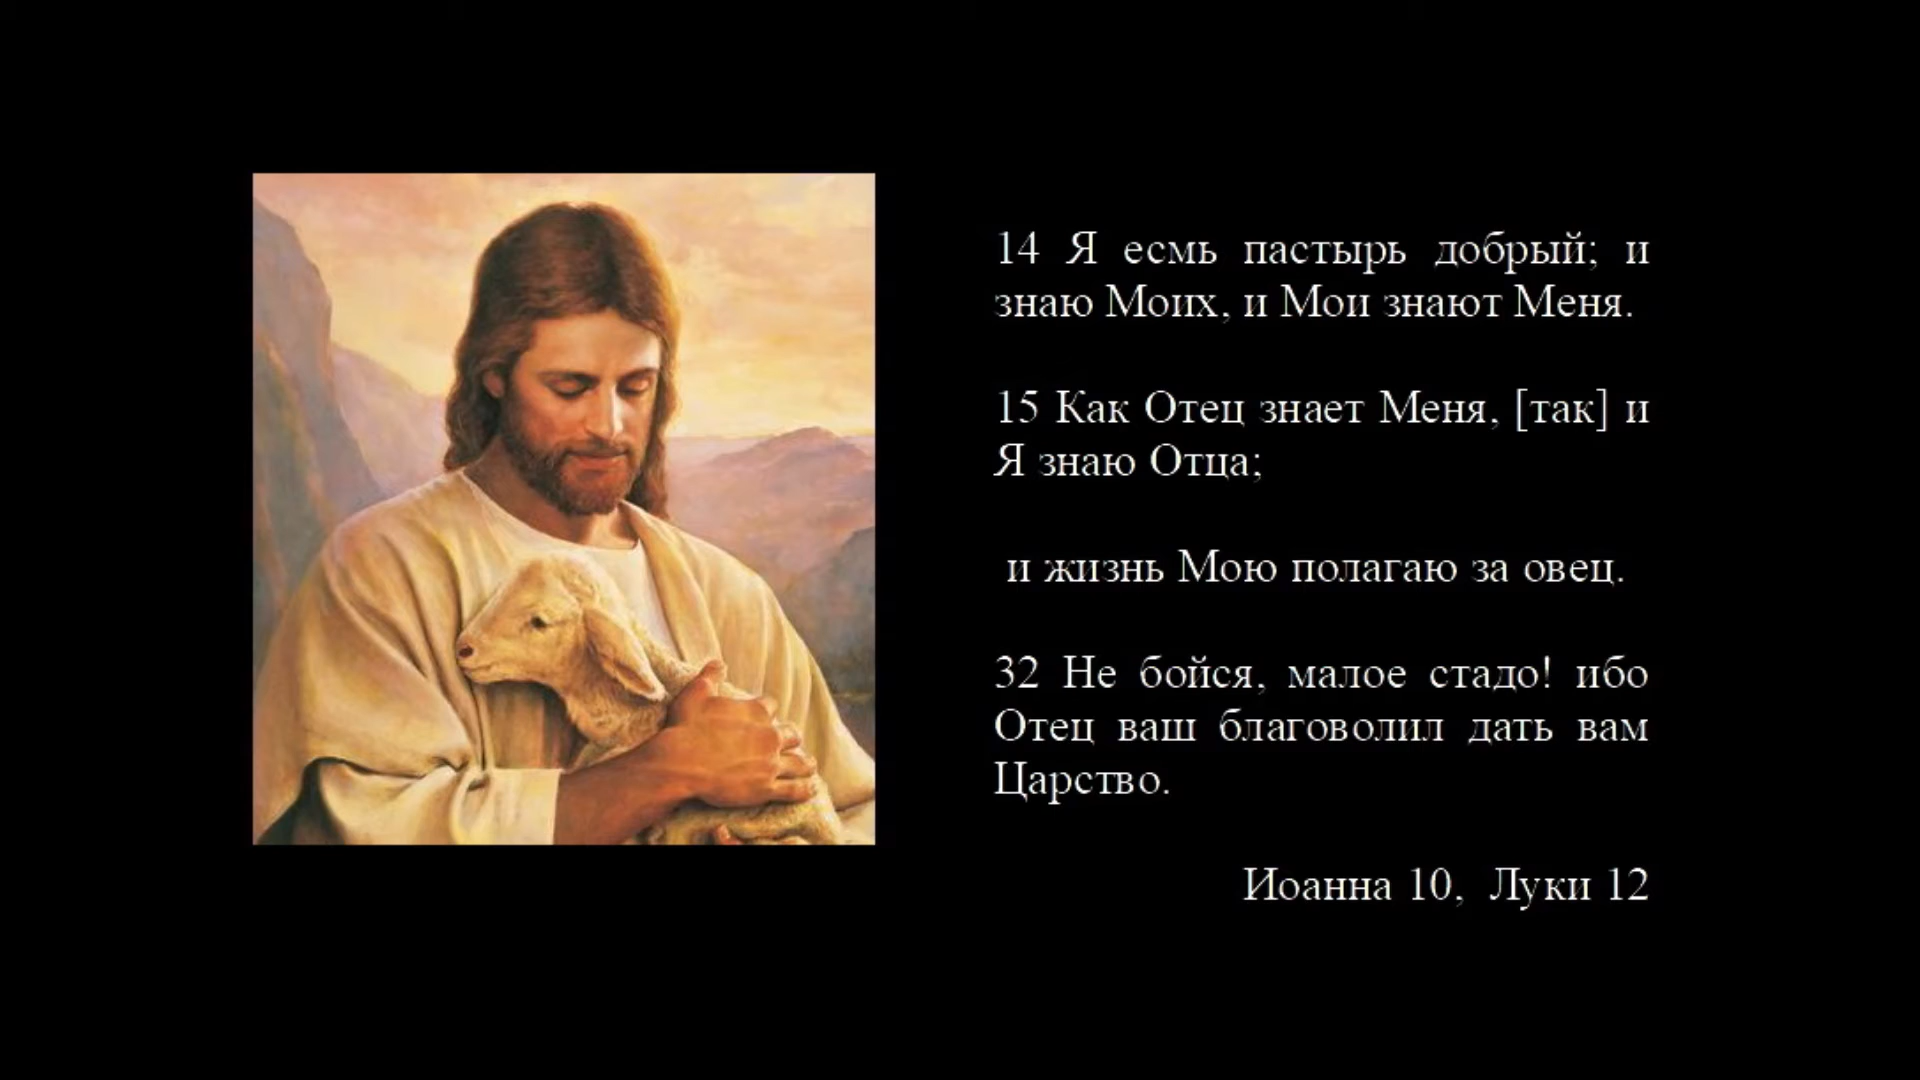 14 Я есмь пастырь добрый; и
знаю Моих, и Мои знают Меня.
15 Как Отец знает Меня, [так] и
Я знаю Отца;
и жизнь Мою полагаю за овец.
32 Не бойся, малое стадо! ибо
Отец ваш благоволил дать вам
Царство.
Иоанна 10, Луки 12